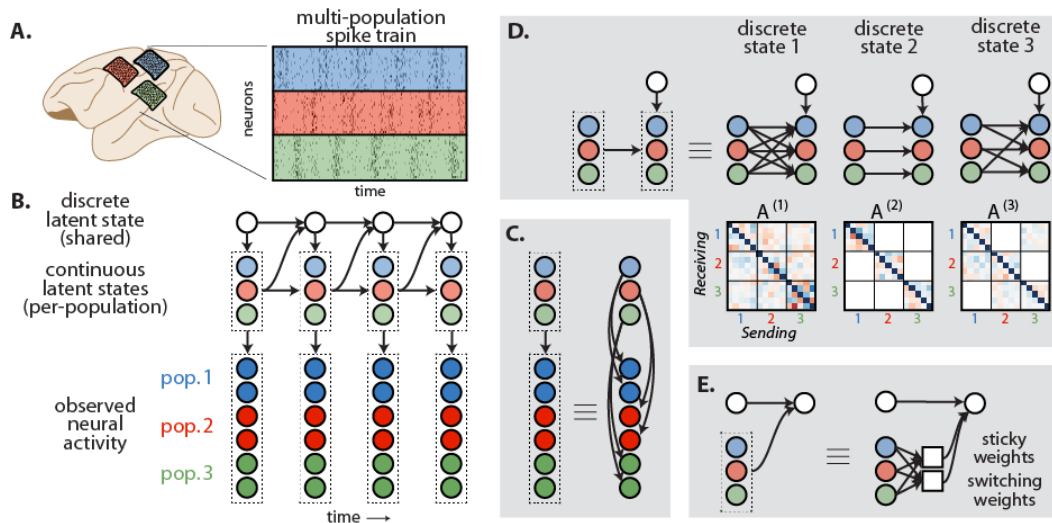 A.
multi-population
spike train
neurons
time
B.
discrete
latent state
(shared)
continuous
latent states
(per-population)
pop.1
observed
neural
activity
pop.2
pop.3
time →
C.
D.
discrete
state 1
discrete
state 2
discrete
state 3
A (1)
A (2)
A (3)
Receiving
1
2
3
1
2
3
1
2
3
1 2 3
1 2 3
1 2 3
Sending
E.
sticky
weights
switching
weights